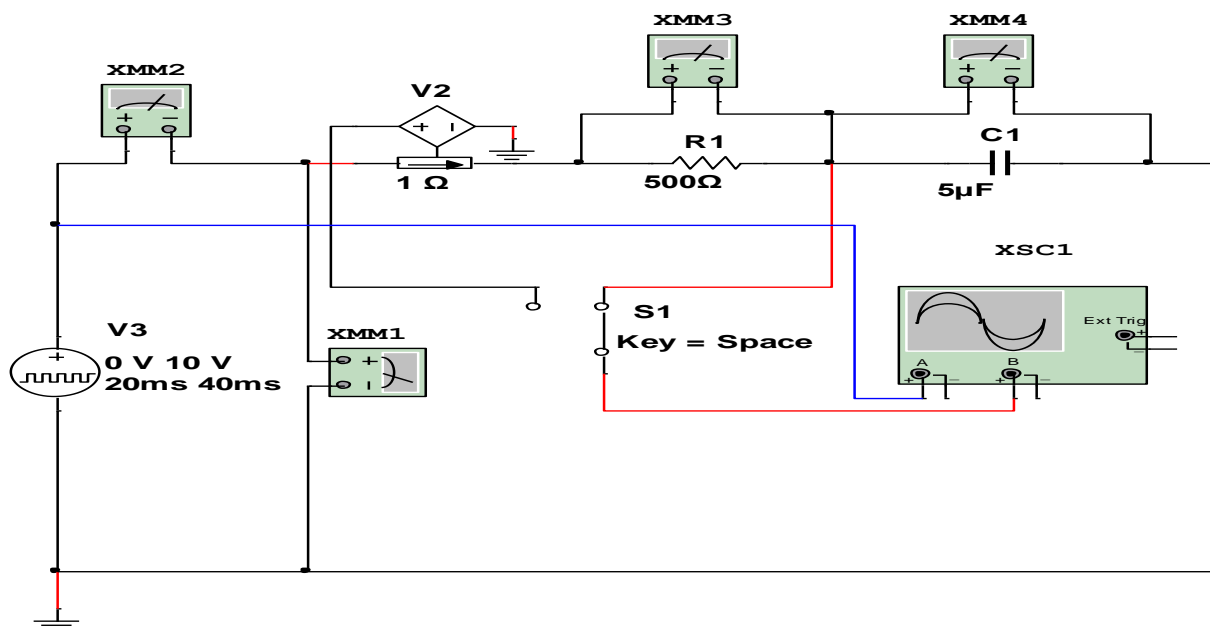 XMM3
XMM4
XMM2
V2
+ −
+ −
+ −
+ −
R1
C1
1 Ω
500Ω
5µF
XSC1
V3
XMM1
S1
Ext Trig
+
0 V 10 V
+
Key = Space
−
20ms 40ms
−
A
B
+ −
+ −